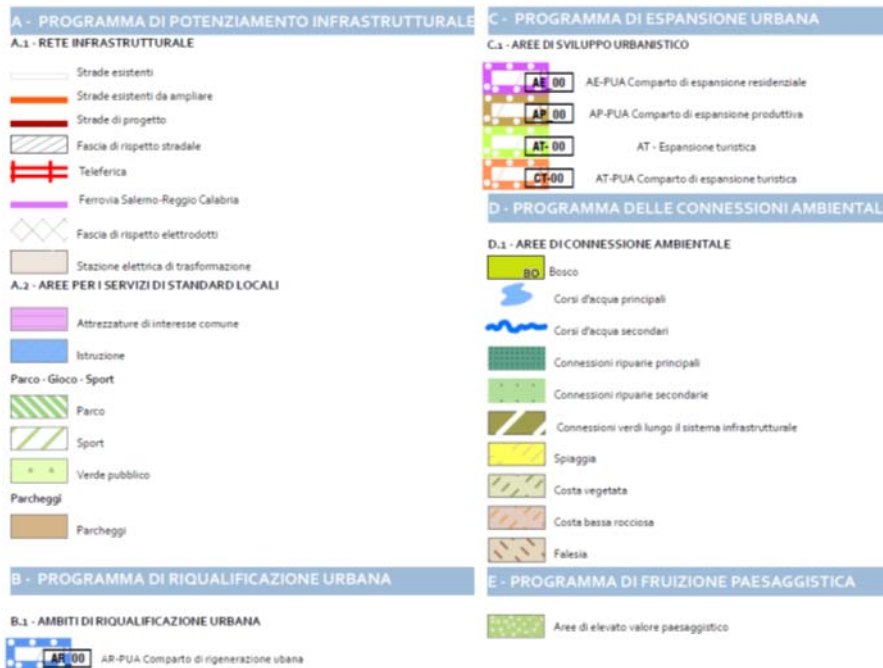 A - PROGRAMMA DI POTENZIAMENTO INFRASTRUTTURALE
A.1 - RETE INFRASTRUTTURALE
Strade esistenti
Strade esistenti da ampliare
Strade di progetto
Fascia di rispetto stradale
Teleferica
Ferrovia Salerno-Reggio Calabria
Fascia di rispetto elettrodotti
Stazione elettrica di trasformazione
A.2 - AREE PER I SERVIZI DI STANDARD LOCALI
Attrezzature di interesse comune
Istruzione
Parco - Gioco - Sport
Parco
Sport
Verde pubblico
Parcheggi
Parcheggi
B - PROGRAMMA DI RIQUALIFICAZIONE URBANA
B.1 - AMBITI DI RIQUALIFICAZIONE URBANA
AR 00 AR-PUA Comparto di rigenerazione ubana
C - PROGRAMMA DI ESPANSIONE URBANA
C.1 - AREE DI SVILUPPO URBANISTICO
AE 00 AE-PUA Comparto di espansione residenziale
AP 00 AP-PUA Comparto di espansione produttiva
AT- 00 AT - Espansione turistica
CT-00 AT-PUA Comparto di espansione turistica
D - PROGRAMMA DELLE CONNESSIONI AMBIENTAL
D.1 - AREE DI CONNESSIONE AMBIENTALE
BO Bosco
Corsi d'acqua principali
Corsi d'acqua secondari
Connessioni ripuarie principali
Connessioni ripuarie secondarie
Connessioni verdi lungo il sistema infrastrutturale
Spiaggia
Costa vegetata
Costa bassa rocciosa
Falesia
E - PROGRAMMA DI FRUIZIONE PAESAGGISTICA
Aree di elevato valore paesaggistico